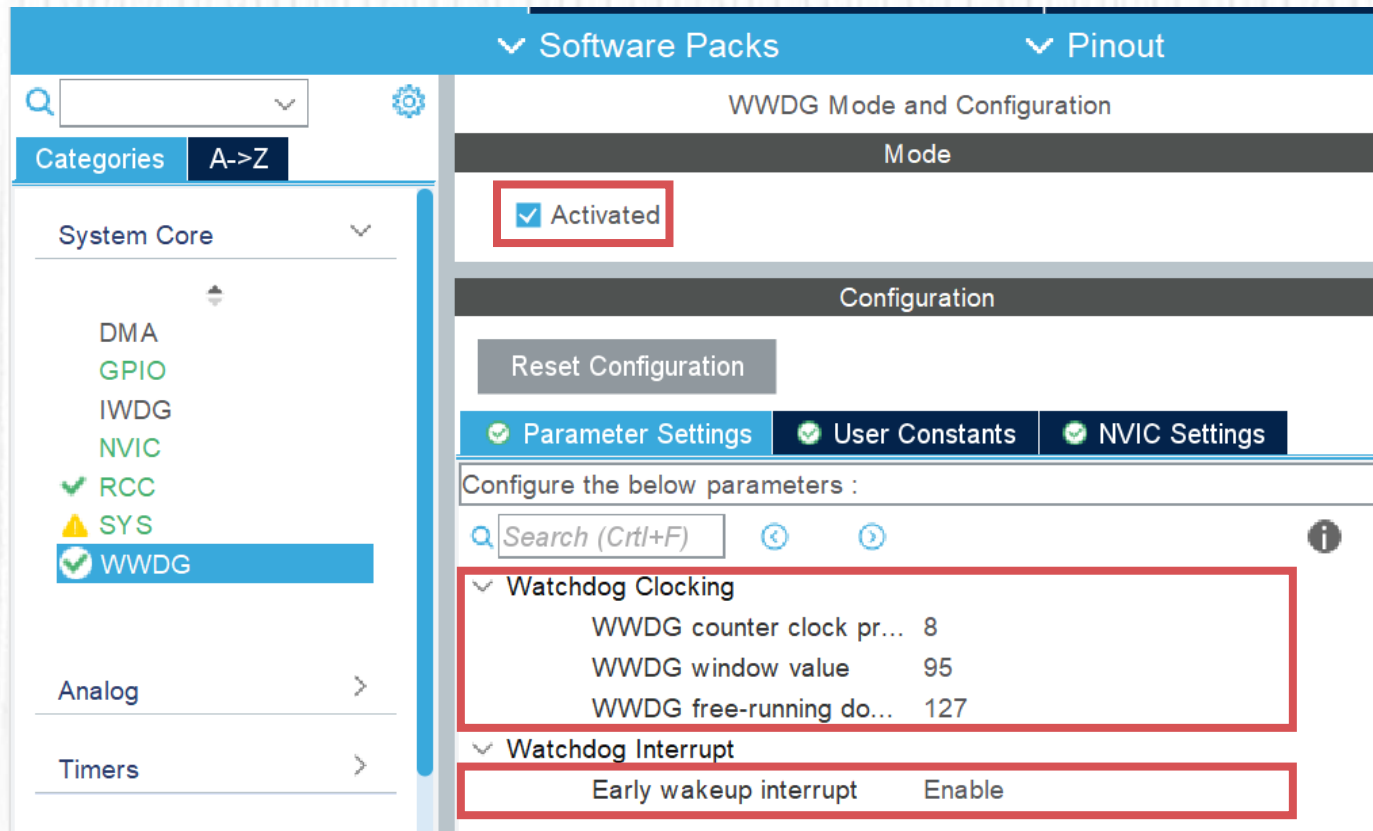 Software Packs
Pinout
WWDG Mode and Configuration
Categories
A->Z
Mode
Activated
System Core
DMA
GPIO
IWDG
NVIC
RCC
SYS
WWDG
Analog
Timers
Configuration
Reset Configuration
Parameter Settings
User Constants
NVIC Settings
Configure the below parameters :
Search (Crtl+F)
Watchdog Clocking
WWDG counter clock pr... 8
WWDG window value 95
WWDG free-running do... 127
Watchdog Interrupt
Early wakeup interrupt Enable